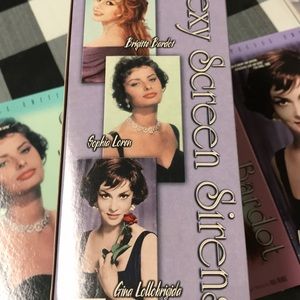 Brigitte Bardot
Sophia Loren
Gina Lollobrigida
exy Screen Sirens
Bardot